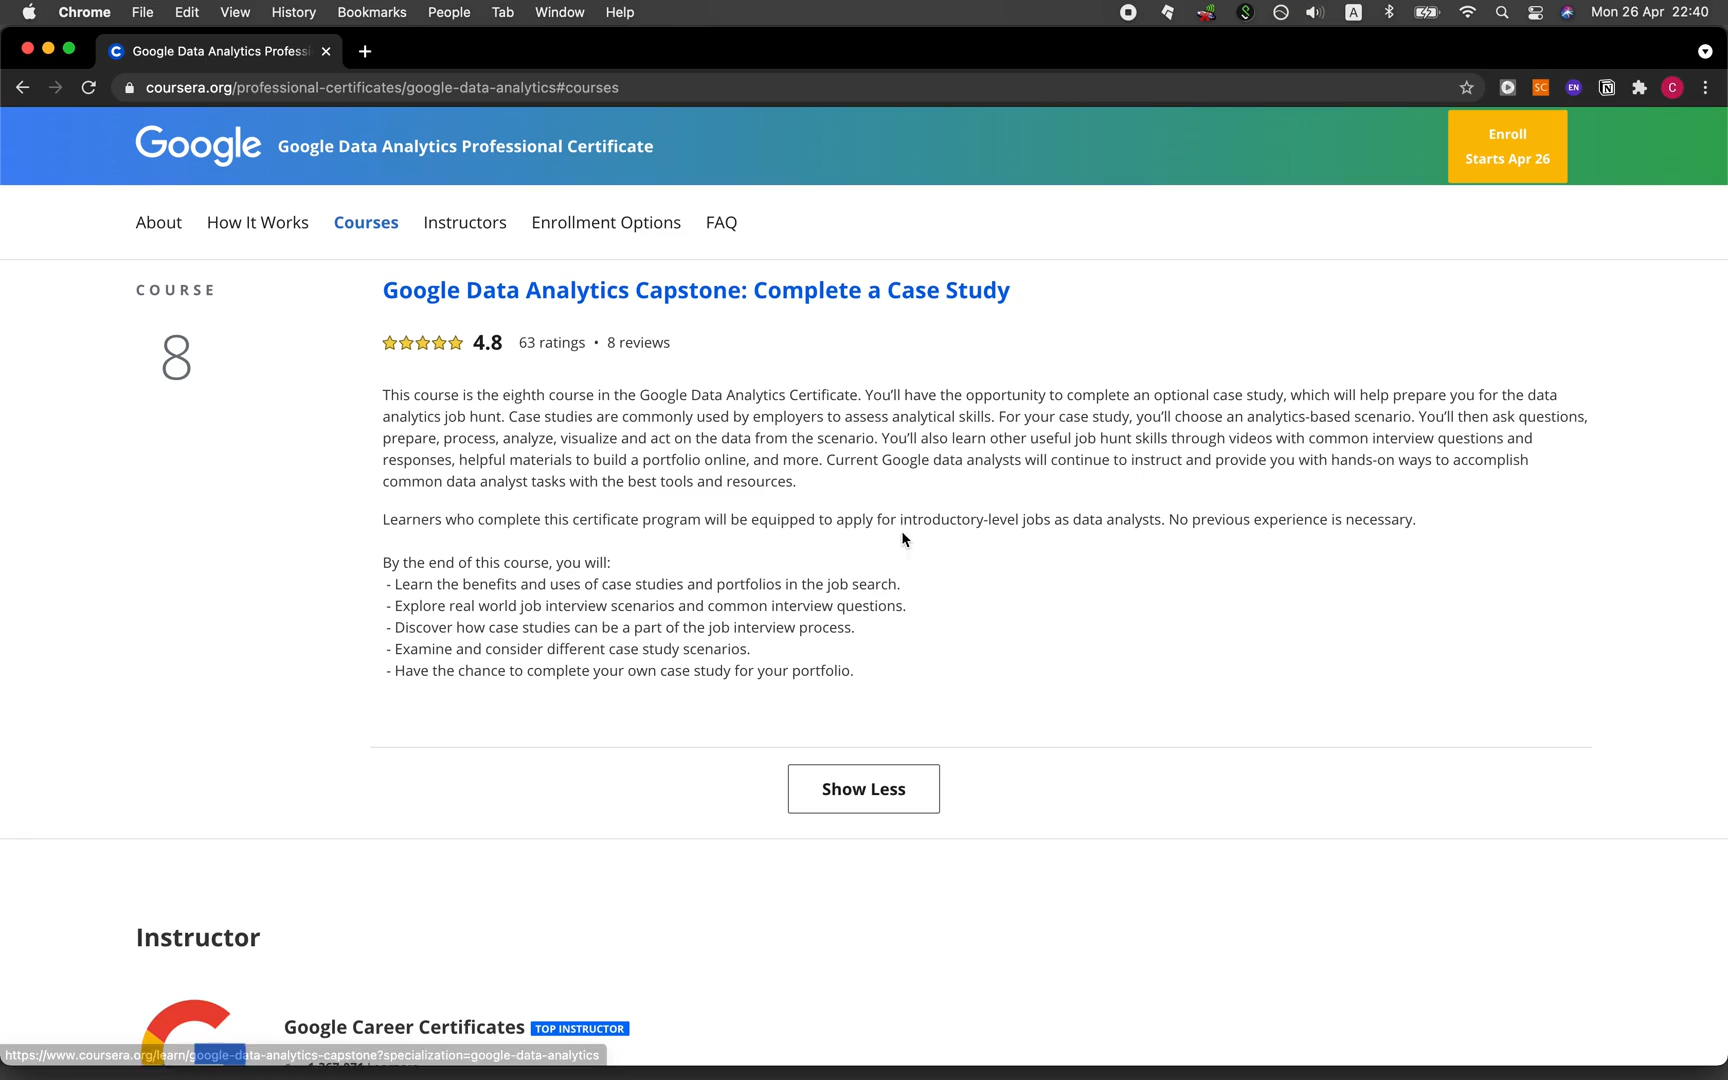 Chrome File Edit View History Bookmarks People Tab Window Help A Mon 26 Apr 22:40
Google Data Analytics Professi
coursera.org/professional-certificates/google-data-analytics#courses SC EN C
Google Google Data Analytics Professional Certificate
Enroll
Starts Apr 26
About How It Works Courses Instructors Enrollment Options FAQ
COURSE
8
Google Data Analytics Capstone: Complete a Case Study
4.8 63 ratings • 8 reviews
This course is the eighth course in the Google Data Analytics Certificate. You'll have the opportunity to complete an optional case study, which will help prepare you for the data
analytics job hunt. Case studies are commonly used by employers to assess analytical skills. For your case study, you'll choose an analytics-based scenario. You'll then ask questions,
prepare, process, analyze, visualize and act on the data from the scenario. You'll also learn other useful job hunt skills through videos with common interview questions and
responses, helpful materials to build a portfolio online, and more. Current Google data analysts will continue to instruct and provide you with hands-on ways to accomplish
common data analyst tasks with the best tools and resources.
Learners who complete this certificate program will be equipped to apply for introductory-level jobs as data analysts. No previous experience is necessary.
By the end of this course, you will:
- Learn the benefits and uses of case studies and portfolios in the job search.
- Explore real world job interview scenarios and common interview questions.
- Discover how case studies can be a part of the job interview process.
- Examine and consider different case study scenarios.
- Have the chance to complete your own case study for your portfolio.
Show Less
Instructor
Google Career Certificates TOP INSTRUCTOR
https://www.coursera.org/learn/google-data-analytics-capstone?specialization=google-data-analytics